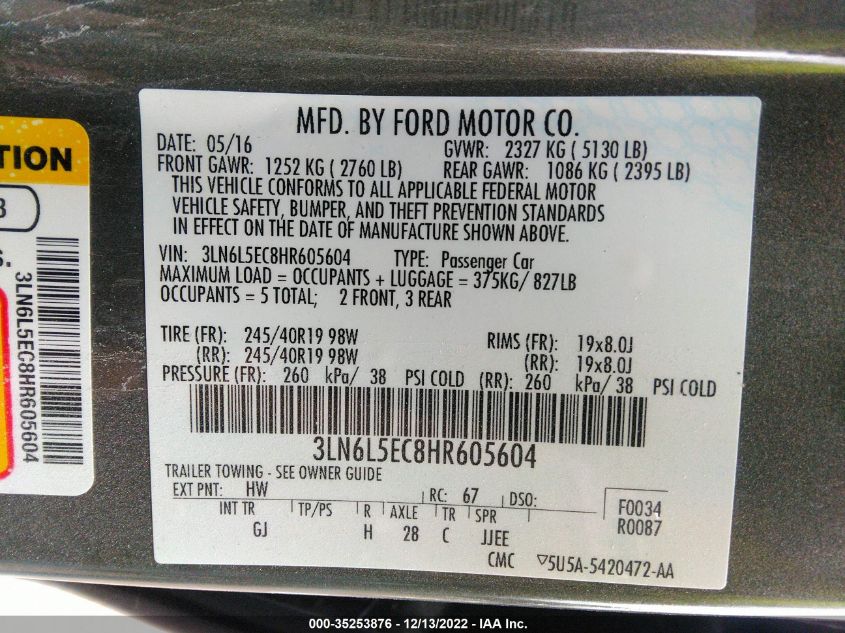 MFD. BY FORD MOTOR CO.
DATE: 05/16 GVWR: 2327 KG ( 5130 LB)
FRONT GAWR: 1252 KG ( 2760 LB) REAR GAWR: 1086 KG ( 2395 LB)
THIS VEHICLE CONFORMS TO ALL APPLICABLE FEDERAL MOTOR
VEHICLE SAFETY, BUMPER, AND THEFT PREVENTION STANDARDS
IN EFFECT ON THE DATE OF MANUFACTURE SHOWN ABOVE.
VIN: 3LN6L5EC8HR605604 TYPE: Passenger Car
MAXIMUM LOAD = OCCUPANTS + LUGGAGE = 375KG/ 827LB
OCCUPANTS = 5 TOTAL; 2 FRONT, 3 REAR
TIRE (FR): 245/40R19 98W RIMS (FR): 19x8.0J
(RR): 245/40R19 98W (RR): 19x8.0J
PRESSURE (FR): 260 kPa/ 38 PSI COLD (RR): 260 kPa/ 38 PSI COLD
3LN6L5EC8HR605604
TRAILER TOWING - SEE OWNER GUIDE
EXT PNT: HW RC: 67 DSO: F0034
INT TR TP/PS R AXLE TR SPR R0087
GJ H 28 C JJEE
CMC ▽5U5A-5420472-AA
TION
3
S.
3LN6L5EC8HR605604
000-35253876 - 12/13/2022 - IAA Inc.